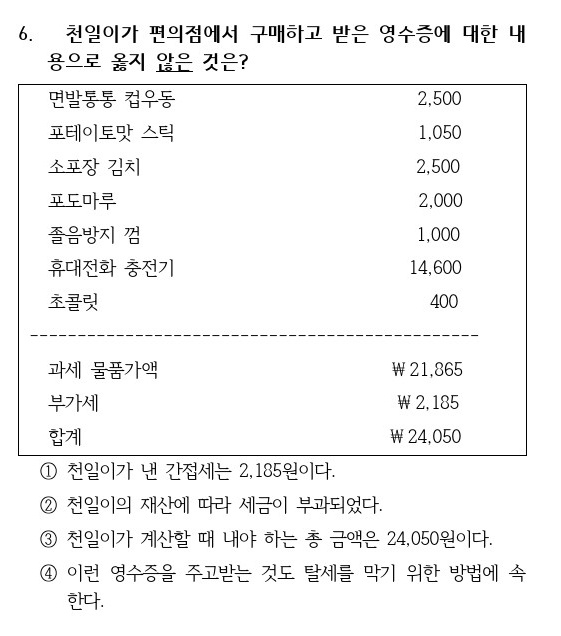 6. 천일이가 편의점에서 구매하고 받은 영수증에 대한 내
용으로 옳지 않은 것은?
면발통통 컵우동 2,500
포테이토맛 스틱 1,050
소포장 김치 2,500
포도마루 2,000
졸음방지 껌 1,000
휴대전화 충전기 14,600
초콜릿 400
-----------------------------------------------
과세 물품가액 ₩ 21,865
부가세 ₩ 2,185
합계 ₩ 24,050
① 천일이가 낸 간접세는 2,185원이다.
② 천일이의 재산에 따라 세금이 부과되었다.
③ 천일이가 계산할 때 내야 하는 총 금액은 24,050원이다.
④ 이런 영수증을 주고받는 것도 탈세를 막기 위한 방법에 속
한다.